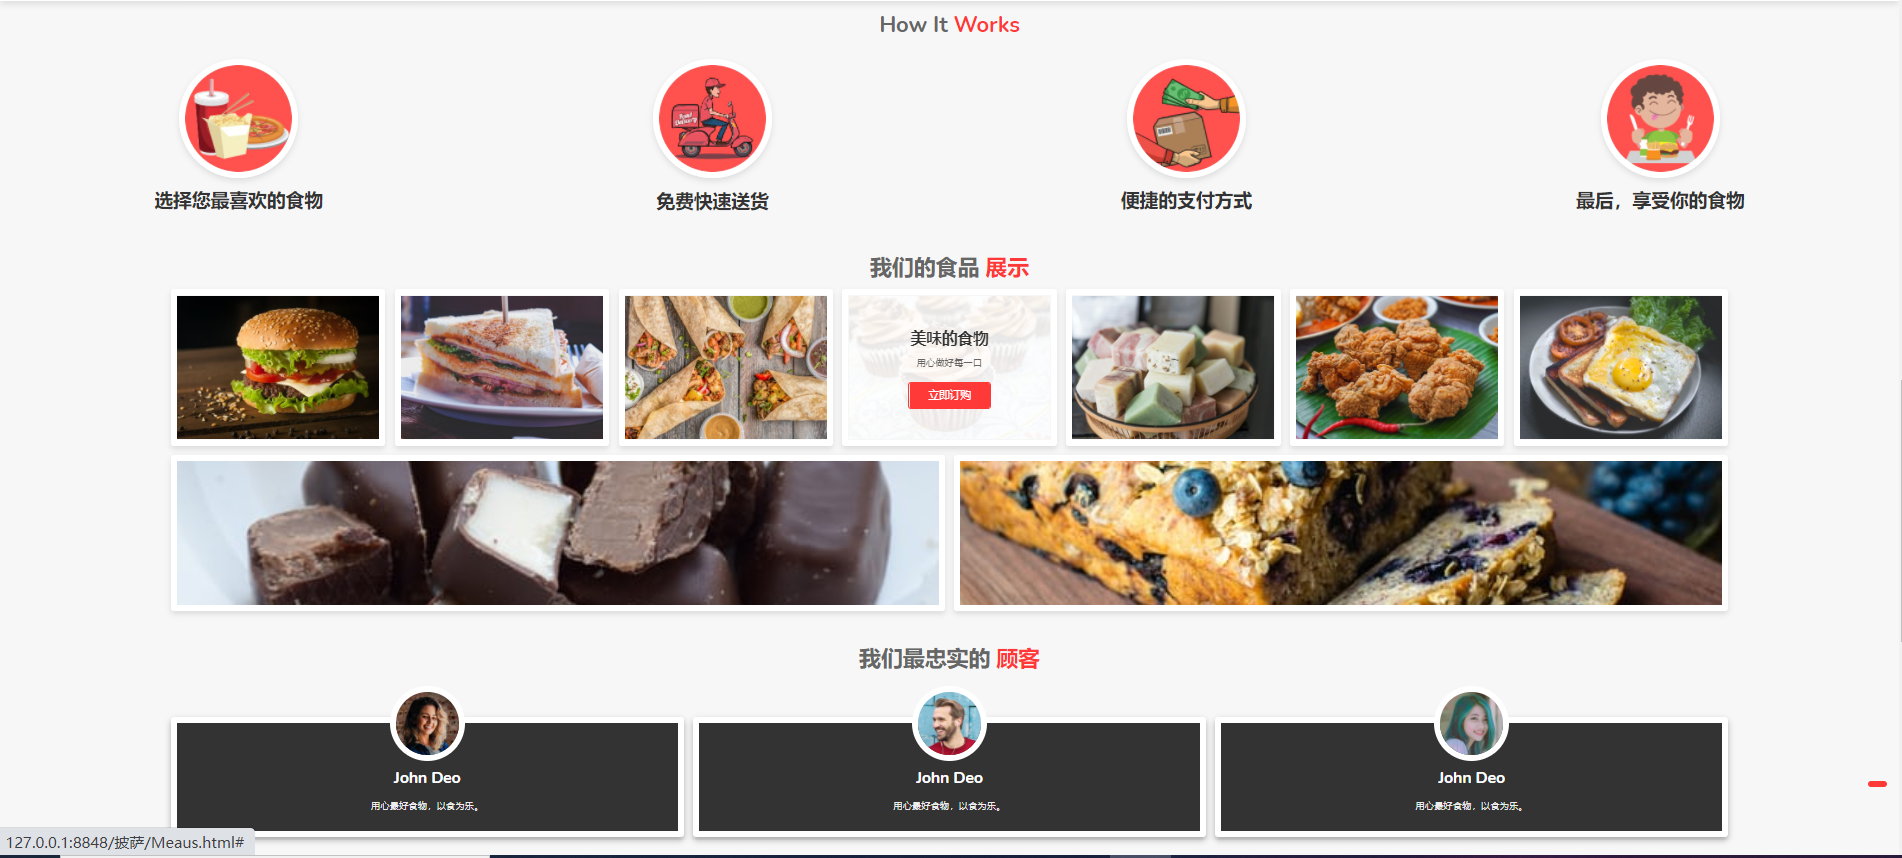 How It Works
选择您最喜欢的食物
免费快速送货
便捷的支付方式
最后，享受你的食物
我们的食品 展示
美味的食物
用心做好每一口
立即订购
我们最忠实的 顾客
John Deo
用心最好食物，以食为乐。
John Deo
用心最好食物，以食为乐。
John Deo
用心最好食物，以食为乐。
127.0.0.1:8848/披萨/Meaus.html#